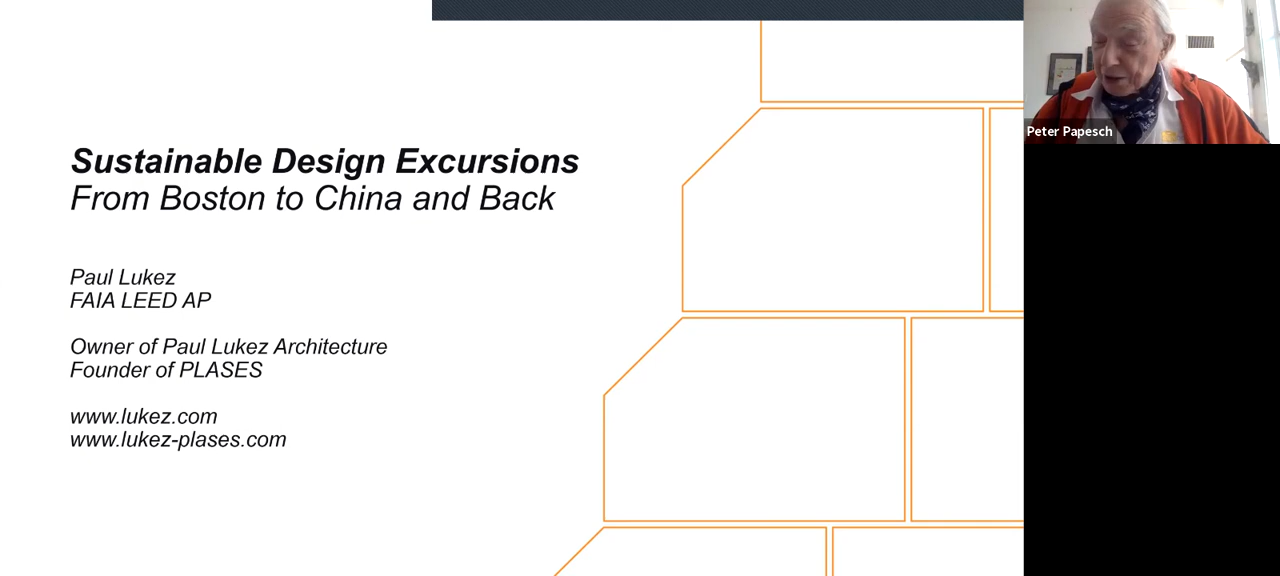 Sustainable Design Excursions
From Boston to China and Back
Paul Lukez
FAIA LEED AP
Owner of Paul Lukez Architecture
Founder of PLASES
www.lukez.com
www.lukez-plases.com
Peter Papesch